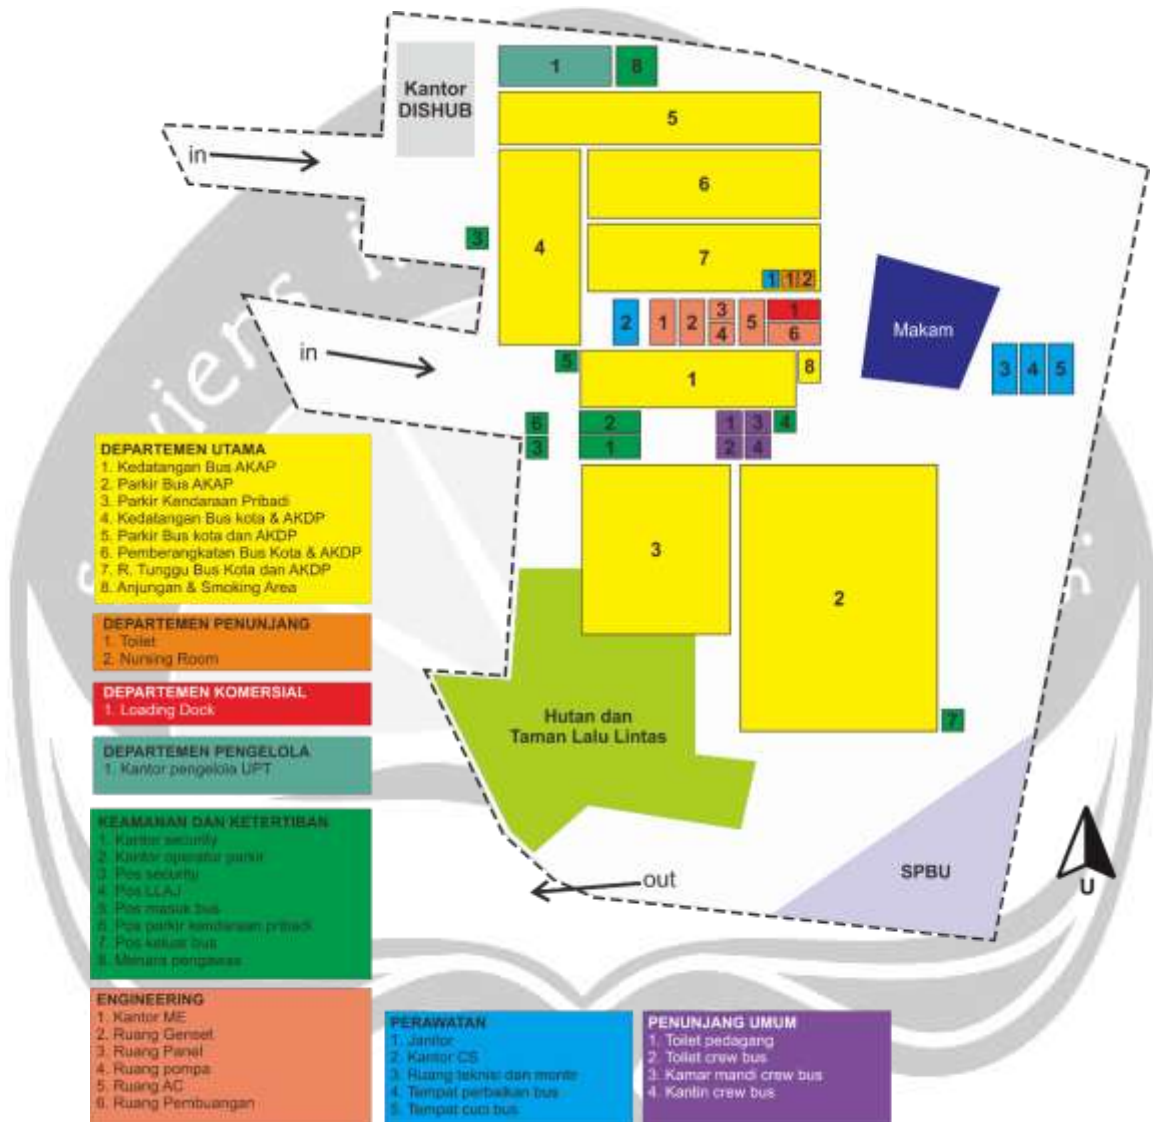 Kantor
DISHUB
1
8
5
in
4
6
3
7
1
1
2
2
1
2
3
4
5
1
6
Makam
in
5
1
8
3
4
5
6
3
2
1
1
3
4
2
4
3
2
7
Hutan dan
Taman Lalu Lintas
SPBU
out
U
DEPARTEMEN UTAMA
1. Kedatangan Bus AKAP
2. Parkir Bus AKAP
3. Parkir Kendaraan Pribadi
4. Kedatangan Bus kota & AKDP
5. Parkir Bus kota dan AKDP
6. Pemberangkatan Bus Kota & AKDP
7. R. Tunggu Bus Kota dan AKDP
8. Anjungan & Smoking Area
DEPARTEMEN PENUNJANG
1. Toilet
2. Nursing Room
DEPARTEMEN KOMERSIAL
1. Loading Dock
DEPARTEMEN PENGELOLA
1. Kantor pengelola UPT
KEAMANAN DAN KETERTIBAN
1. Kantor security
2. Kantor operatur parkir
3. Pos security
4. Pos LLAJ
5. Pos masuk bus
6. Pos parkir kendaraan pribadi
7. Pos keluar bus
8. Menara pengawas
ENGINEERING
1. Kantor ME
2. Ruang Genset
3. Ruang Panel
4. Ruang pompa
5. Ruang AC
6. Ruang Pembuangan
PERAWATAN
1. Janitor
2. Kantor CS
3. Ruang teknisi dan monte
4. Tempat perbaikan bus
5. Tempat cuci bus
PENUNJANG UMUM
1. Toilet pedagang
2. Toilet crew bus
3. Kamar mandi crew bus
4. Kantin crew bus